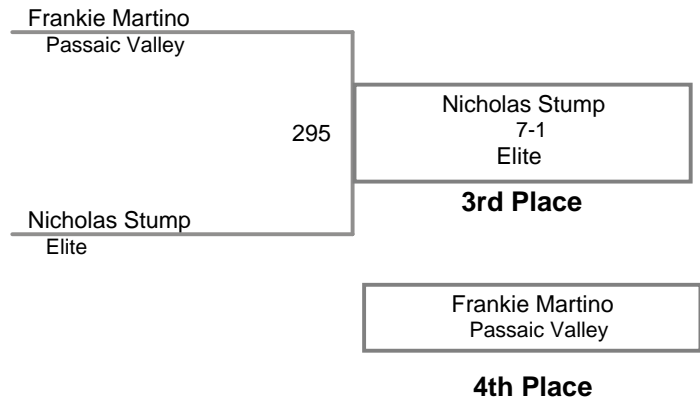 Frankie Martino
Passaic Valley
295
Nicholas Stump
7-1
Elite
3rd Place
Nicholas Stump
Elite
Frankie Martino
Passaic Valley
4th Place